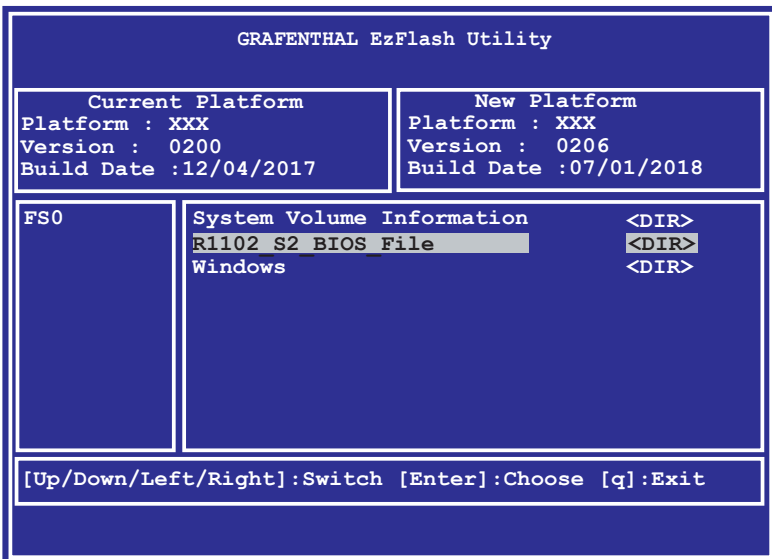 GRAFENTHAL EzFlash Utility
Current Platform
Platform : XXX
Version : 0200
Build Date :12/04/2017
New Platform
Platform : XXX
Version : 0206
Build Date :07/01/2018
FS0
System Volume Information <DIR>
R1102_S2_BIOS_File <DIR>
Windows <DIR>
[Up/Down/Left/Right]:Switch [Enter]:Choose [q]:Exit